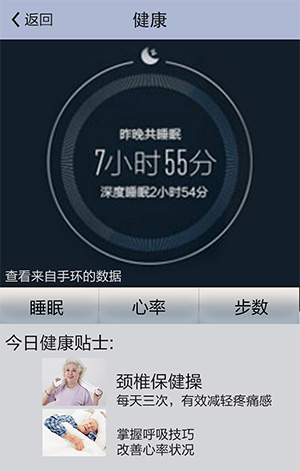 返回
健康
昨晚共睡眠
7小时55分
深度睡眠2小时54分
查看来自手环的数据
睡眠 心率 步数
今日健康贴士:
颈椎保健操
每天三次，有效减轻疼痛感
掌握呼吸技巧
改善心率状况